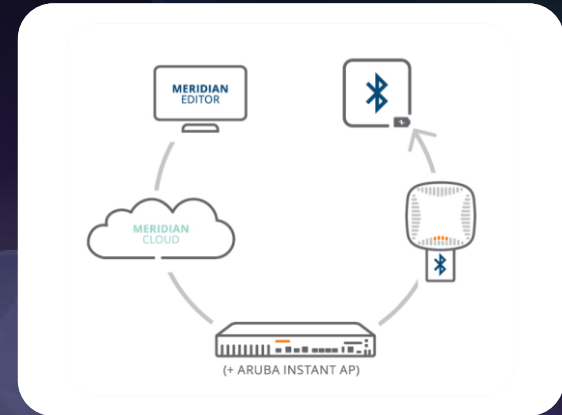 MERIDIAN
EDITOR
MERIDIAN
CLOUD
(+ ARUBA INSTANT AP)